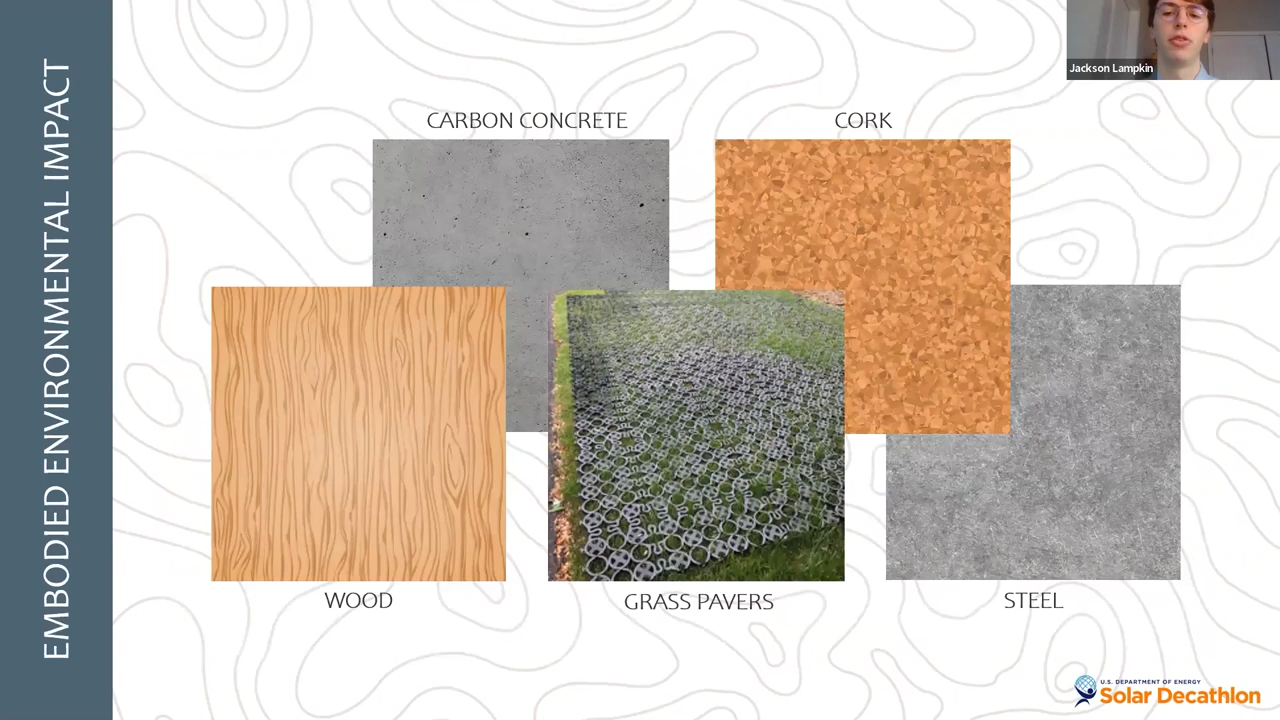 EMBODIED ENVIRONMENTAL IMPACT
Jackson Lampkin
CARBON CONCRETE
CORK
WOOD
GRASS PAVERS
STEEL
U.S. DEPARTMENT OF ENERGY
Solar Decathlon